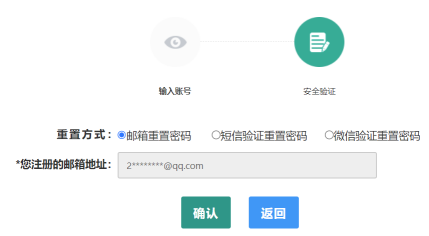 输入账号 安全验证
重置方式： 邮箱重置密码 短信验证重置密码 微信验证重置密码
*您注册的邮箱地址： 2********@qq.com
确认 返回